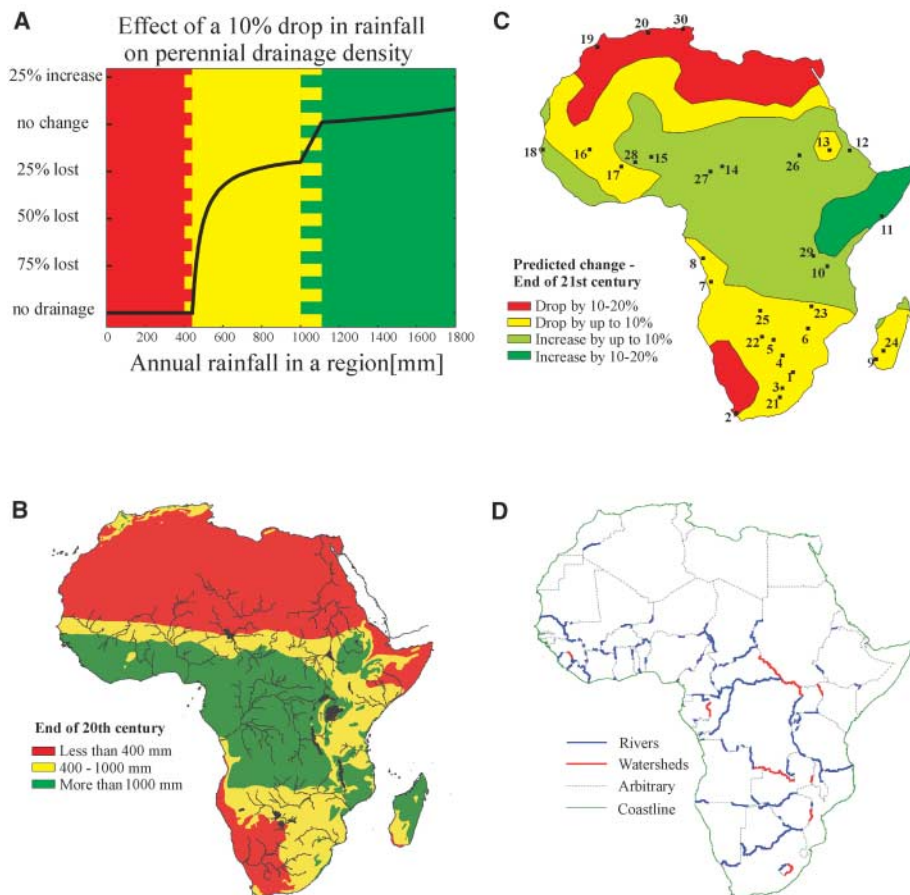 A
Effect of a 10% drop in rainfall
on perennial drainage density
25% increase
no change
25% lost
50% lost
75% lost
no drainage
0 200 400 600 800 1000 1200 1400 1600 1800
Annual rainfall in a region[mm]
C
30
20
19
18
16
28
15
17
27
14
26
13
12
11
29
10
8
7
25
23
22
5
6
4
24
9
1
3
21
2
Predicted change -
End of 21st century
Drop by 10-20%
Drop by up to 10%
Increase by up to 10%
Increase by 10-20%
B
End of 20th century
Less than 400 mm
400 - 1000 mm
More than 1000 mm
D
Rivers
Watersheds
Arbitrary
Coastline